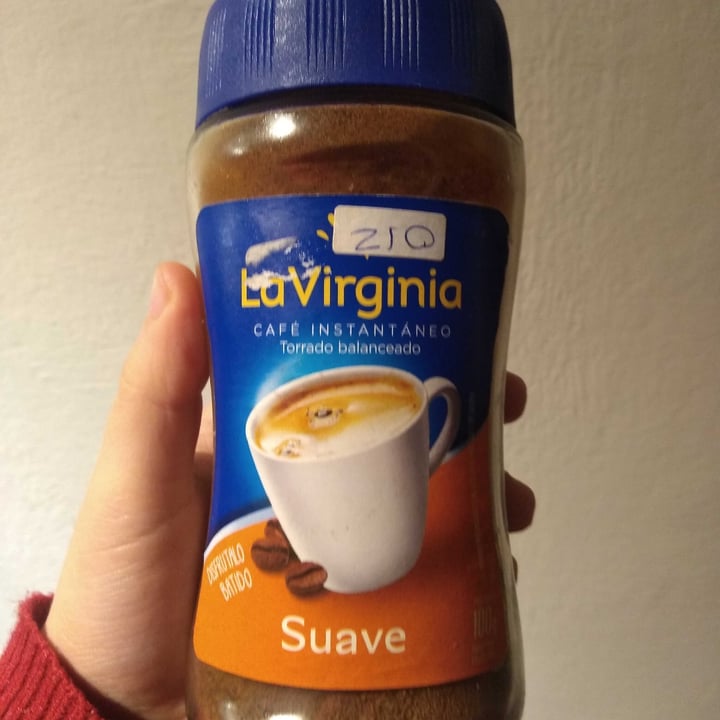 210
LaVirginia
CAFÉ INSTANTÁNEO
Torrado balanceado
DISFRUTALO
BATIDO
Suave
100g